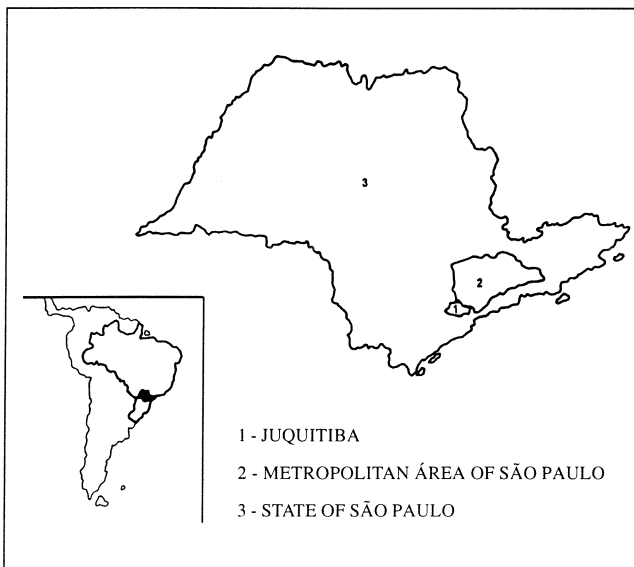 3
2
1
1 - JUQUITIBA
2 - METROPOLITAN ÁREA OF SÃO PAULO
3 - STATE OF SÃO PAULO